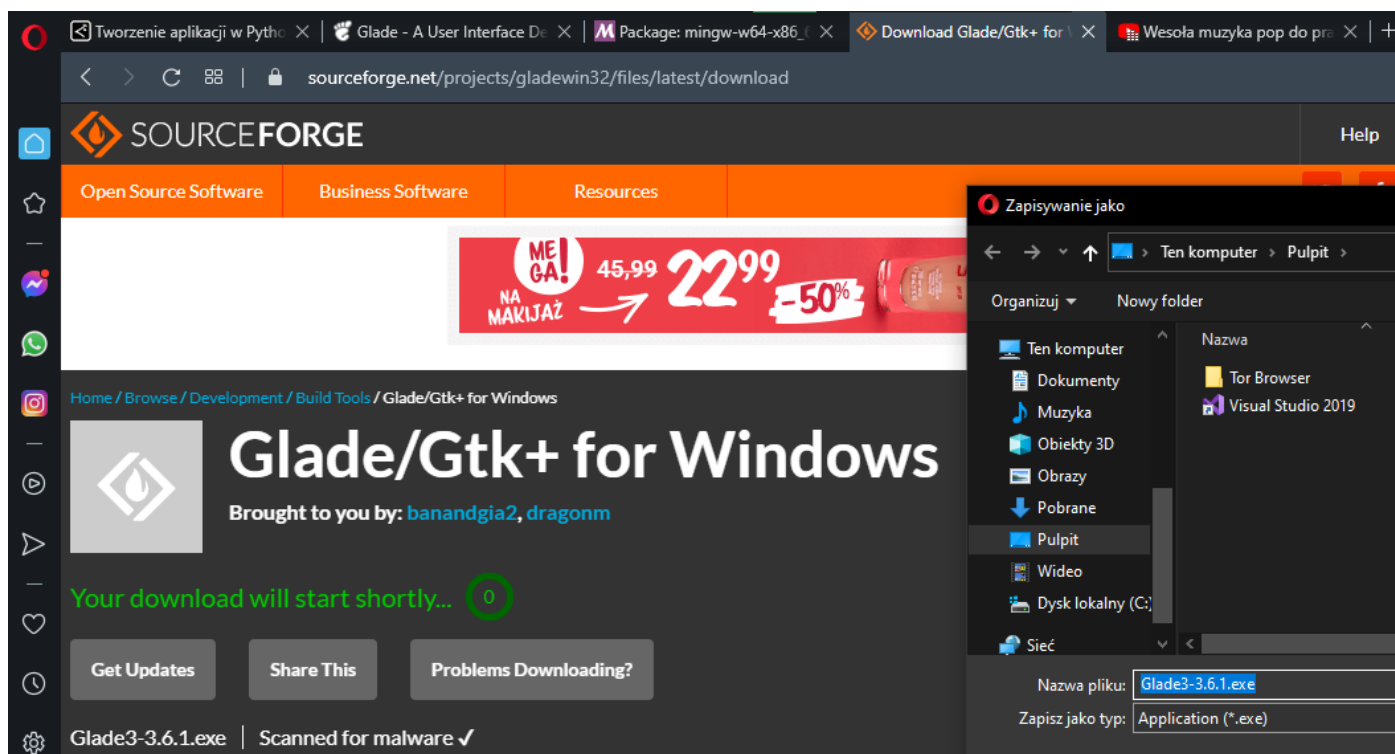 Tworzenie aplikacji w Pytho
Glade - A User Interface De
Package: mingw-w64-x86_6
Download Glade/Gtk+ for W
Wesoła muzyka pop do pra
sourceforge.net/projects/gladewin32/files/latest/download
SOURCEFORGE
Help
Open Source Software
Business Software
Resources
MEGA!
NA MAKIJAŻ
45,99
2299
-50%
Home / Browse / Development / Build Tools / Glade/Gtk+ for Windows
Glade/Gtk+ for Windows
Brought to you by: banandgia2, dragonm
Your download will start shortly... 0
Get Updates
Share This
Problems Downloading?
Glade3-3.6.1.exe
Scanned for malware ✓
Zapisywanie jako
Ten komputer > Pulpit >
Organizuj
Nowy folder
Ten komputer
Dokumenty
Muzyka
Obiekty 3D
Obrazy
Pobrane
Pulpit
Wideo
Dysk lokalny (C:)
Sieć
Nazwa
Tor Browser
Visual Studio 2019
Nazwa pliku: Glade3-3.6.1.exe
Zapisz jako typ: Application (*.exe)